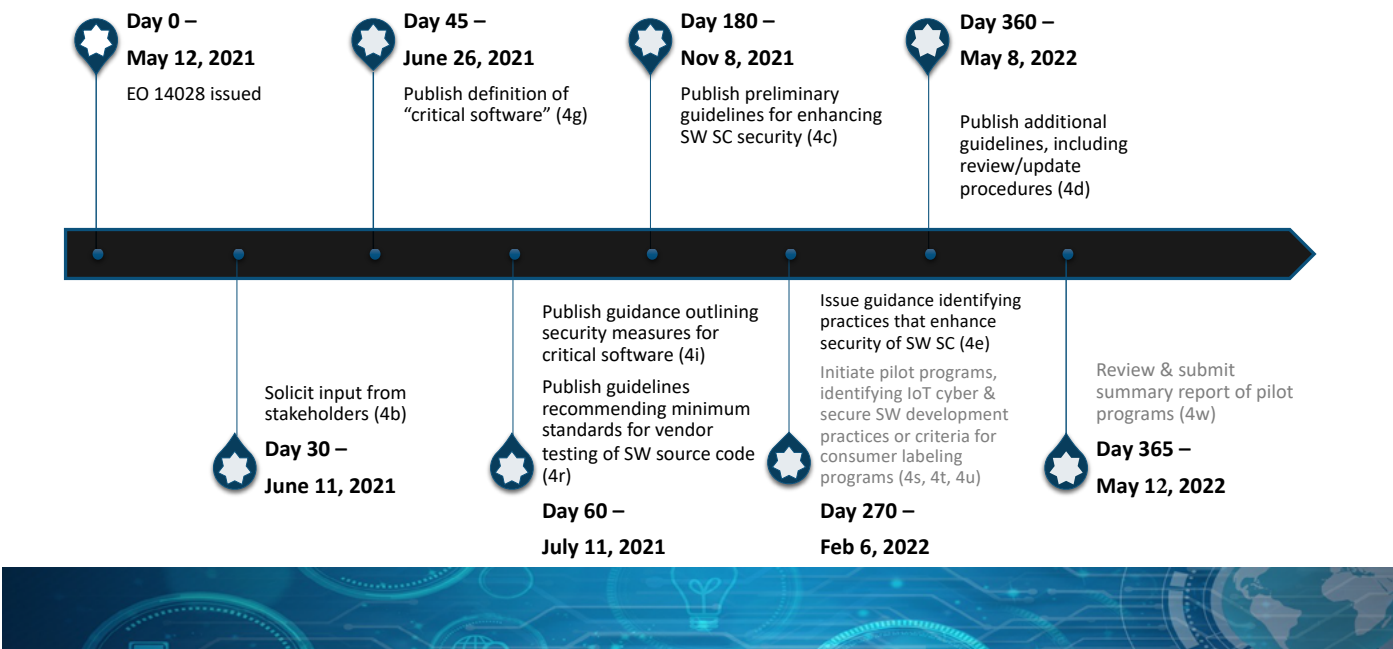 Day 0 –
May 12, 2021
EO 14028 issued
Day 45 –
June 26, 2021
Publish definition of
“critical software” (4g)
Day 180 –
Nov 8, 2021
Publish preliminary
guidelines for enhancing
SW SC security (4c)
Day 360 –
May 8, 2022
Publish additional
guidelines, including
review/update
procedures (4d)
Solicit input from
stakeholders (4b)
Day 30 –
June 11, 2021
Publish guidance outlining
security measures for
critical software (4i)
Publish guidelines
recommending minimum
standards for vendor
testing of SW source code
(4r)
Day 60 –
July 11, 2021
Issue guidance identifying
practices that enhance
security of SW SC (4e)
Initiate pilot programs,
identifying IoT cyber &
secure SW development
practices or criteria for
consumer labeling
programs (4s, 4t, 4u)
Day 270 –
Feb 6, 2022
Review & submit
summary report of pilot
programs (4w)
Day 365 –
May 12, 2022